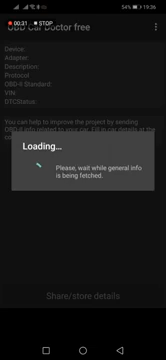 54% 19:26
00:31 STOP
OBD Car Doctor free
Device:
Adapter:
Description:
Protocol
OBD-II Standard:
VIN:
DTCStatus:
You can help to improve the project by sending
OBD-II info related to your car. Fill in car details at the
Loading...
Please, wait while general info
is being fetched.
Share/store details